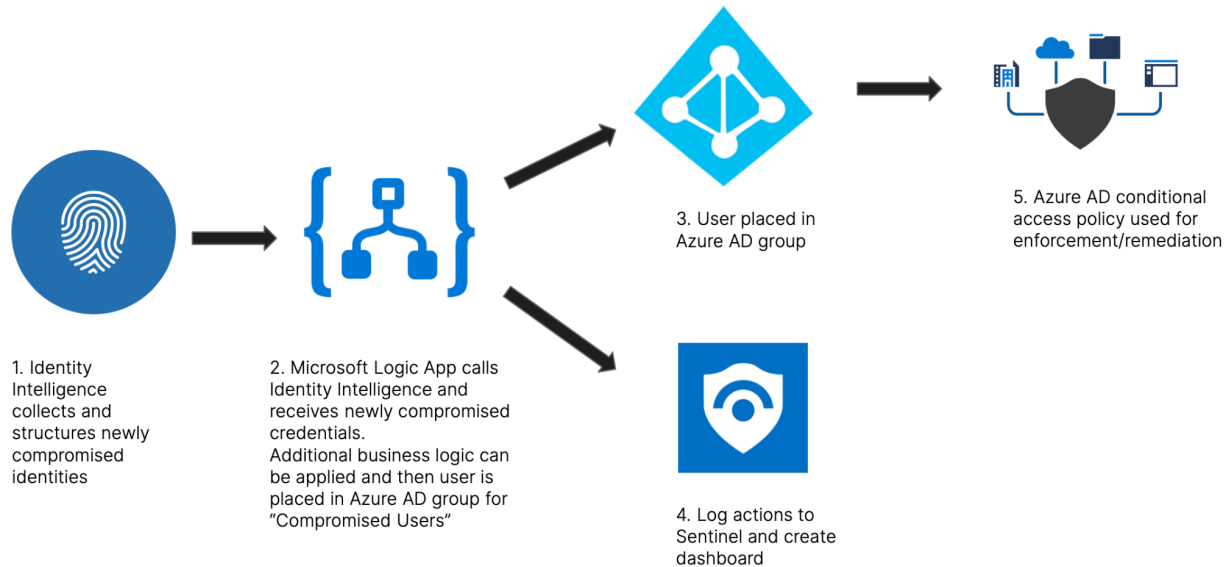 1. Identity
Intelligence
collects and
structures newly
compromised
identities
2. Microsoft Logic App calls
Identity Intelligence and
receives newly compromised
credentials.
Additional business logic can
be applied and then user is
placed in Azure AD group for
“Compromised Users”
3. User placed in
Azure AD group
4. Log actions to
Sentinel and create
dashboard
5. Azure AD conditional
access policy used for
enforcement/remediation